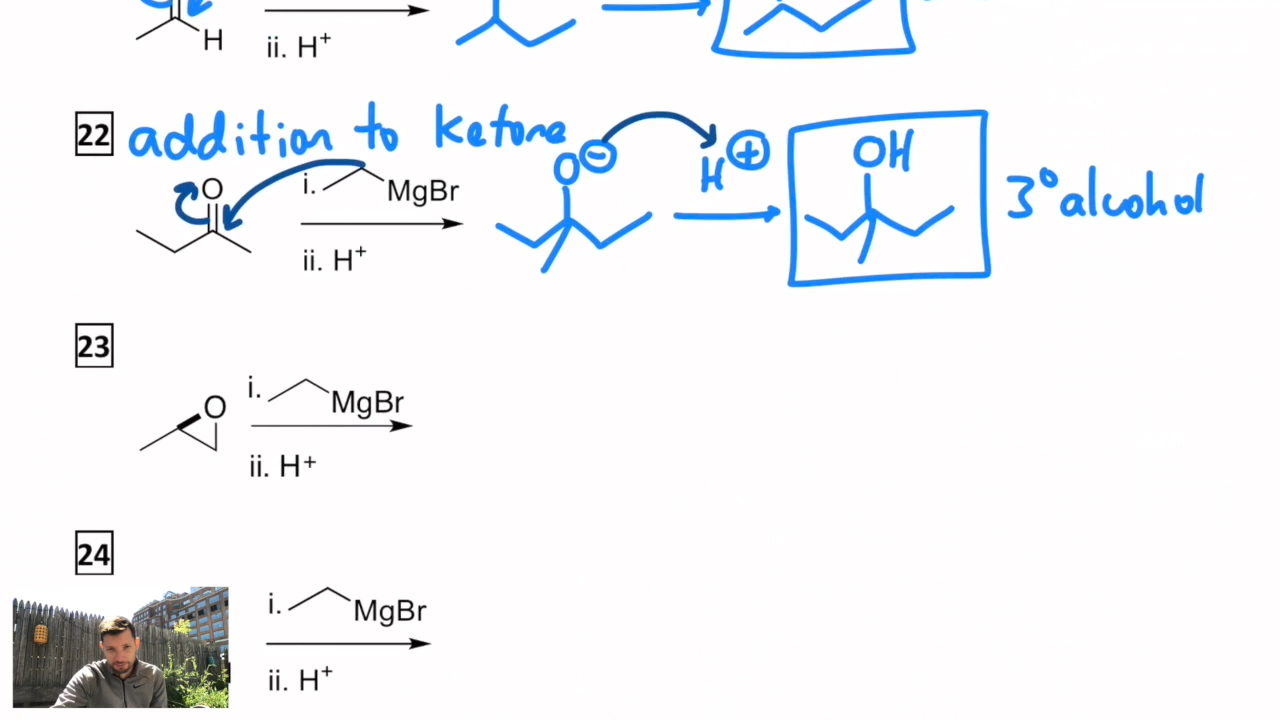 H
ii. H⁺
22 addition to ketone
O ⊖
H ⊕
OH
O
i. MgBr
3° alcohol
ii. H⁺
23
i. MgBr
O
ii. H⁺
24
i. MgBr
ii. H⁺